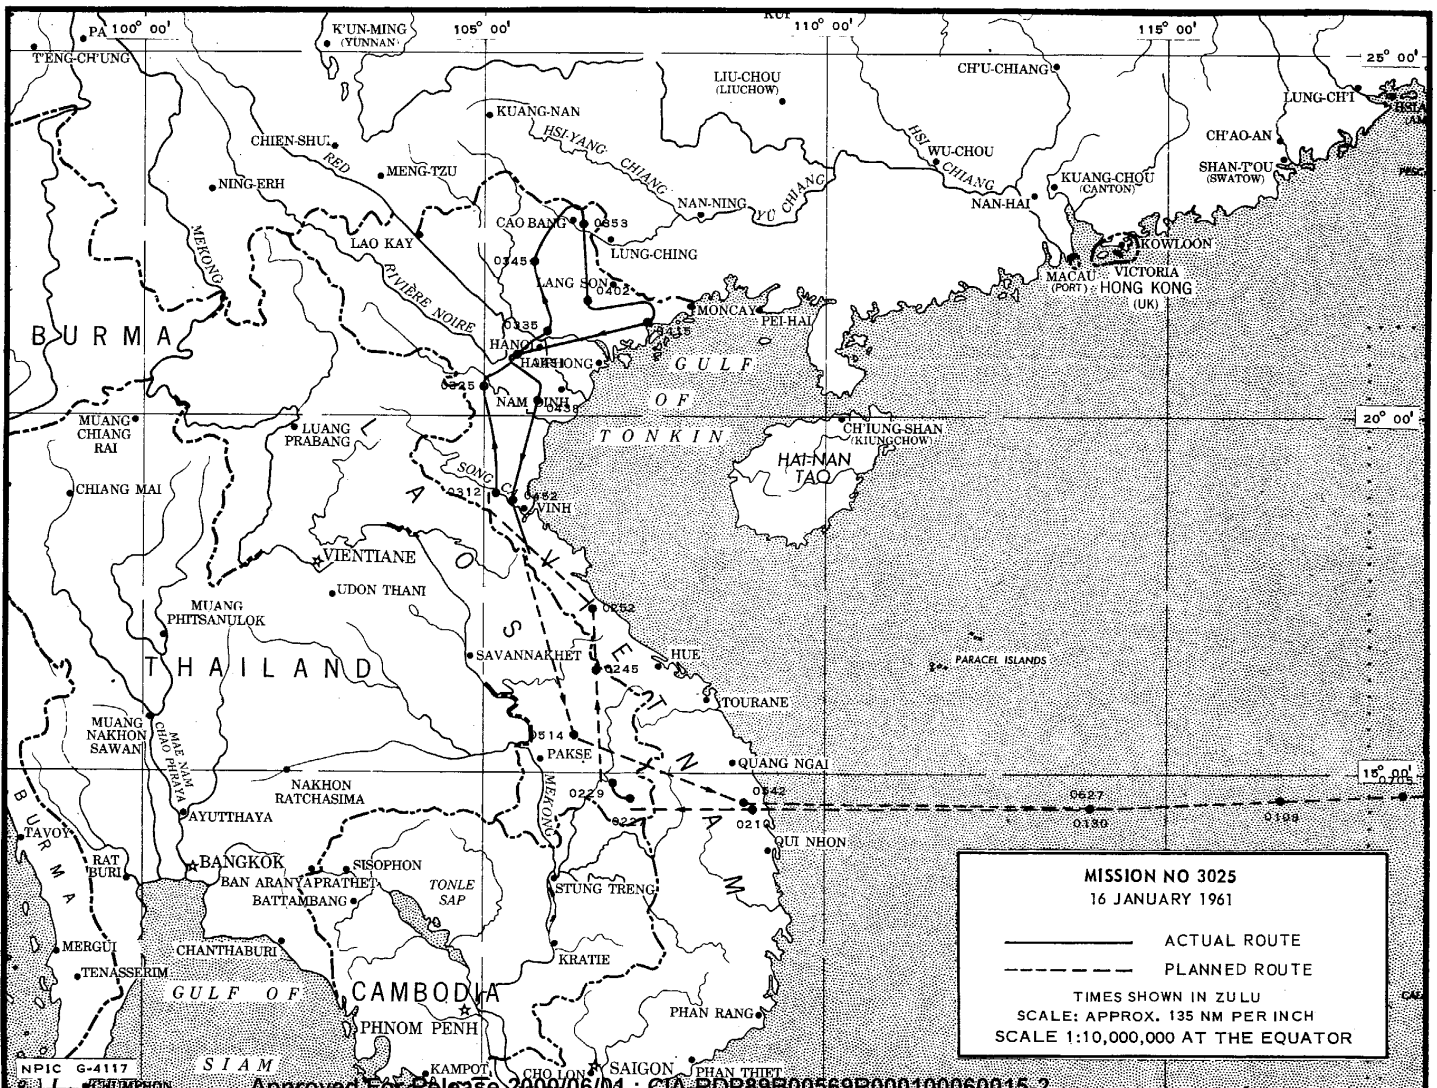 K'UN-MING
(YUNNAN)
100° 00'
105° 00'
110° 00'
115° 00'
25° 00'
PA
T'ENG-CH'UNG
LIU-CHOU
(LIUCHOW)
CH'U-CHIANG
LUNG-CH'I
KUANG-NAN
HSI-YANG CHIANG
CHIEN-SHUI
RED
MENG-TZU
NING-ERH
HSI CHIANG
WU-CHOU
CH'AO-AN
SHAN-T'OU
(SWATOW)
KUANG-CHOU
(CANTON)
NAN-HAI
NAN-NING
YÜ CHIANG
CAO BANG
0353
LUNG-CHING
LAO KAY
MEKONG
RIVIÈRE NOIRE
0345
LANG SON
0402
KOWLOON
MACAU
(PORT)
VICTORIA
HONG KONG
(UK)
MONCAY
PEI-HAI
BURMA
0335
0415
HANOI
HAIPHONG
GULF
OF
TONKIN
0325
NAM DINH
0438
20° 00'
MUANG
CHIANG
RAI
LUANG
PRABANG
CH'IUNG-SHAN
(KIUNGCHOW)
HAI-NAN
TAO
LAOS
SONG CA
0312
0452
VINH
CHIANG MAI
VIENTIANE
UDON THANI
MUANG
PHITSANULOK
VIETNAM
0252
SAVANNAKHET
HUE
0245
PARACEL ISLANDS
THAILAND
TOURANE
MUANG
NAKHON
SAWAN
MAE NAM
CHAO PHRAYA
0514
PAKSE
QUANG NGAI
15° 00'
0705
NAKHON
RATCHASIMA
MEKONG
0229
0542
0627
0210
0130
0108
AYUTTHAYA
TAVOY
BURMA
QUI NHON
RAT
BURI
BANGKOK
SISOPHON
BAN ARANYAPRATHET
BATTAMBANG
TONLE
SAP
STUNG TRENG
MERGUI
CHANTHABURI
KRATIE
TENASSERIM
GULF OF
SIAM
CAMBODIA
PHNOM PENH
PHAN RANG
KAMPOT
CHO LON
SAIGON
PHAN THIET
MISSION NO 3025
16 JANUARY 1961
ACTUAL ROUTE
PLANNED ROUTE
TIMES SHOWN IN ZULU
SCALE: APPROX. 135 NM PER INCH
SCALE 1:10,000,000 AT THE EQUATOR
NPIC G-4117
CHUMPHON
Approved For Release 2000/06/04 : CIA-RDP89B00569R000100060015-2